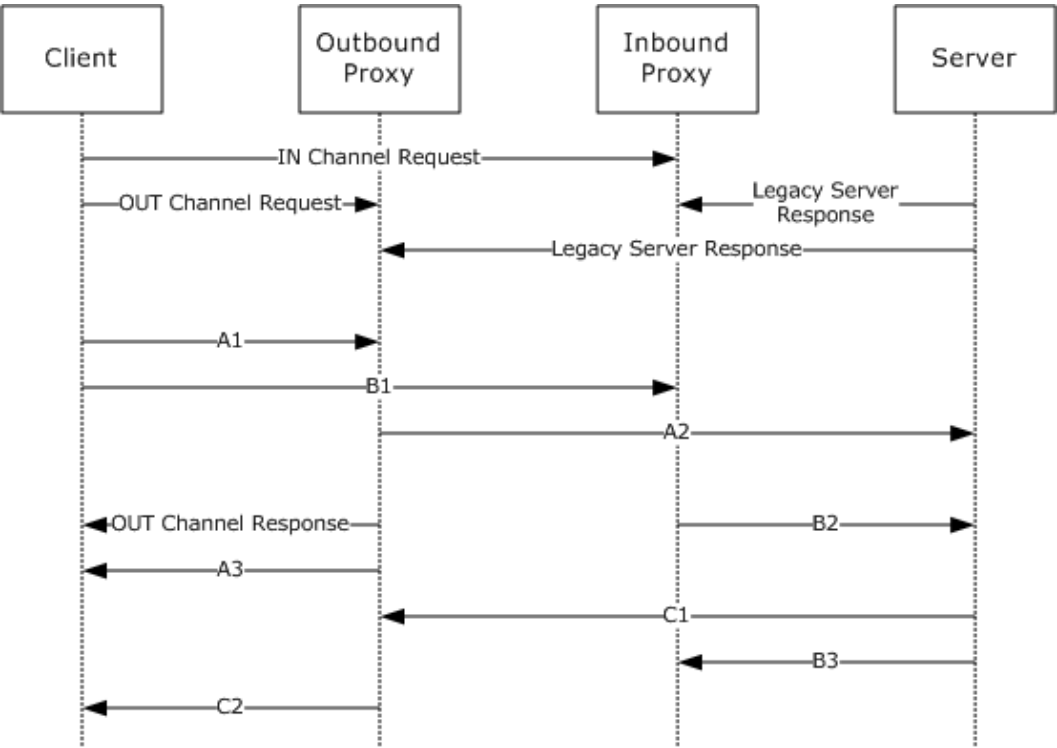 Client
Outbound
Proxy
Inbound
Proxy
Server
IN Channel Request
OUT Channel Request
Legacy Server
Response
Legacy Server Response
A1
B1
A2
OUT Channel Response
B2
A3
C1
B3
C2